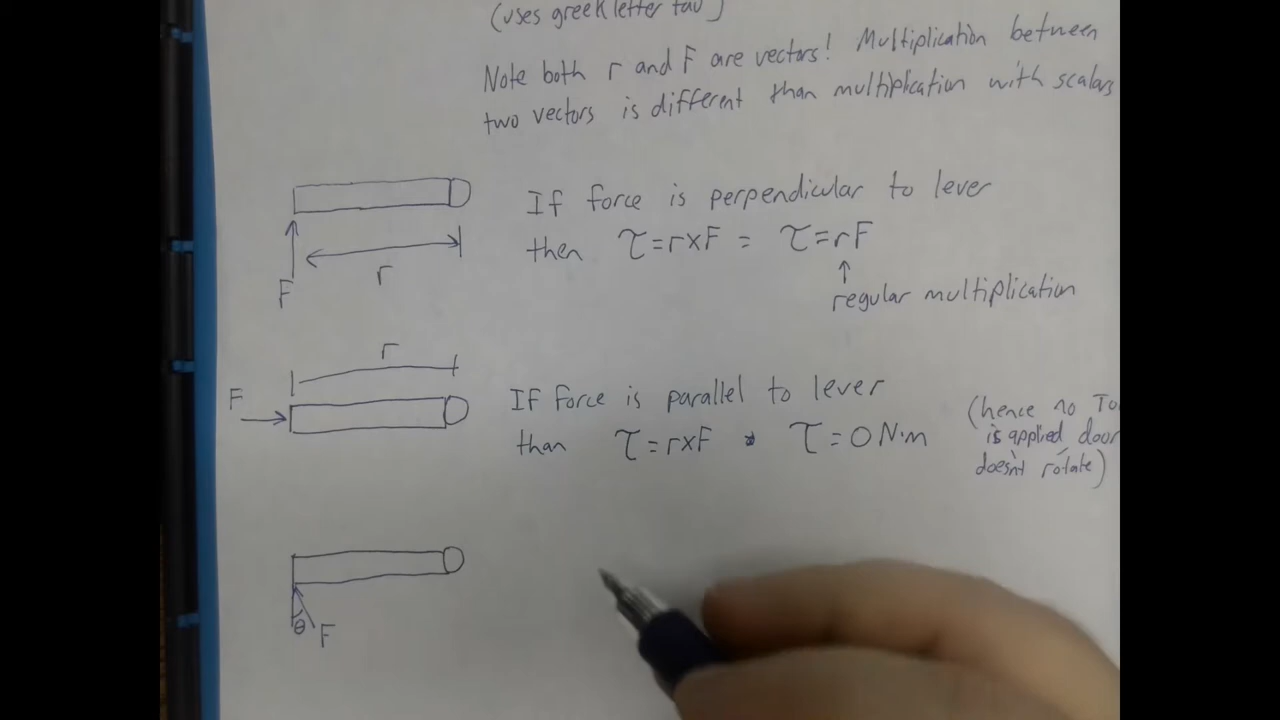 (uses greek letter tau)
Note both r and F are vectors! Multiplication between
two vectors is different than multiplication with scalars
If force is perpendicular to lever
then τ=r×F = τ=rF
↑
regular multiplication
F
r
r
F
If force is parallel to lever
than τ=r×F τ=0 N·m
(hence no To
is applied door
doesn't rotate)
θ F